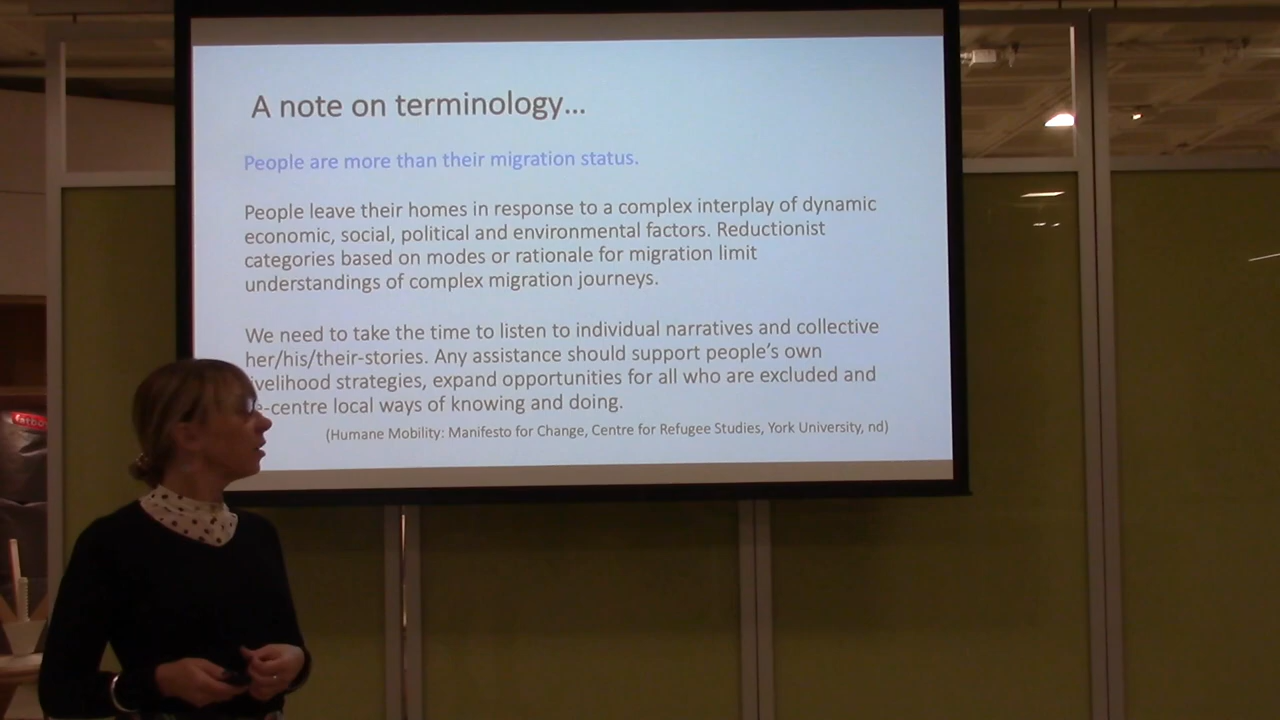 A note on terminology...
People are more than their migration status.
People leave their homes in response to a complex interplay of dynamic
economic, social, political and environmental factors. Reductionist
categories based on modes or rationale for migration limit
understandings of complex migration journeys.
We need to take the time to listen to individual narratives and collective
her/his/their-stories. Any assistance should support people's own
ivelihood strategies, expand opportunities for all who are excluded and
e-centre local ways of knowing and doing.
(Humane Mobility: Manifesto for Change, Centre for Refugee Studies, York University, nd)
fatbo